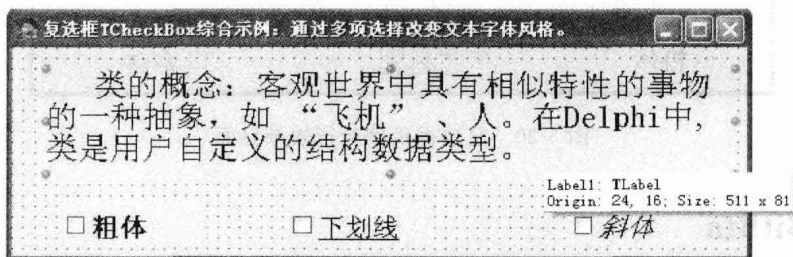 复选框TCheckBox综合示例：通过多项选择改变文本字体风格。
类的概念：客观世界中具有相似特性的事物
的一种抽象，如 “飞机” 、人。在Delphi中，
类是用户自定义的结构数据类型。
Label1: TLabel
Origin: 24, 16; Size: 511 x 81
粗体
下划线
斜体